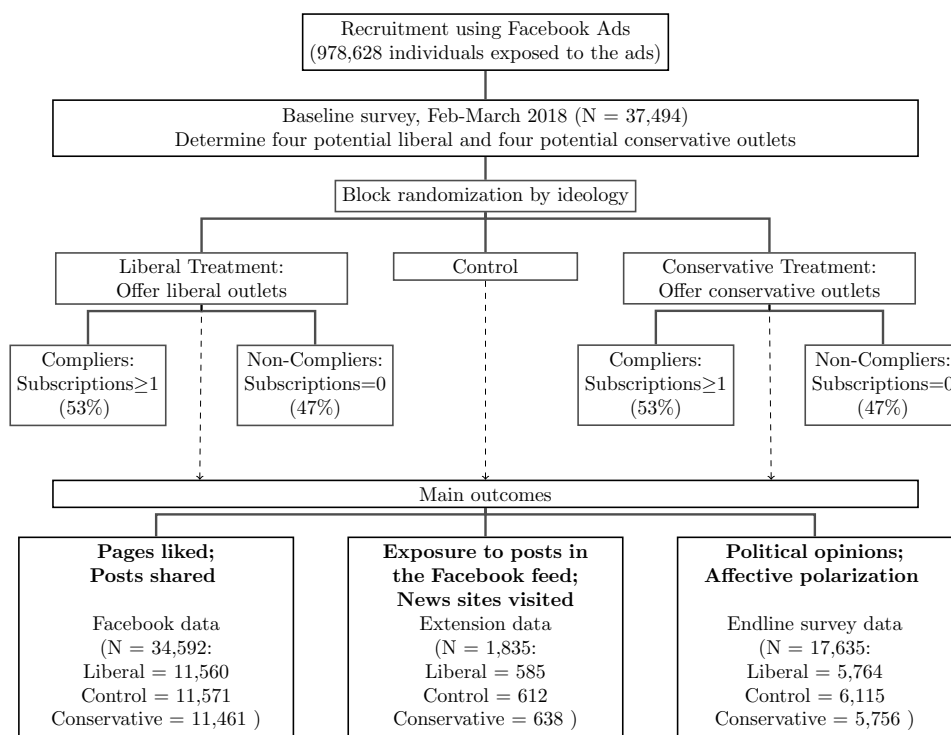 Recruitment using Facebook Ads
(978,628 individuals exposed to the ads)
Baseline survey, Feb-March 2018 (N = 37,494)
Determine four potential liberal and four potential conservative outlets
Block randomization by ideology
Liberal Treatment:
Offer liberal outlets
Control
Conservative Treatment:
Offer conservative outlets
Compliers:
Subscriptions≥1
(53%)
Non-Compliers:
Subscriptions=0
(47%)
Compliers:
Subscriptions≥1
(53%)
Non-Compliers:
Subscriptions=0
(47%)
Main outcomes
Pages liked;
Posts shared
Facebook data
(N = 34,592:
Liberal = 11,560
Control = 11,571
Conservative = 11,461 )
Exposure to posts in
the Facebook feed;
News sites visited
Extension data
(N = 1,835:
Liberal = 585
Control = 612
Conservative = 638 )
Political opinions;
Affective polarization
Endline survey data
(N = 17,635:
Liberal = 5,764
Control = 6,115
Conservative = 5,756 )